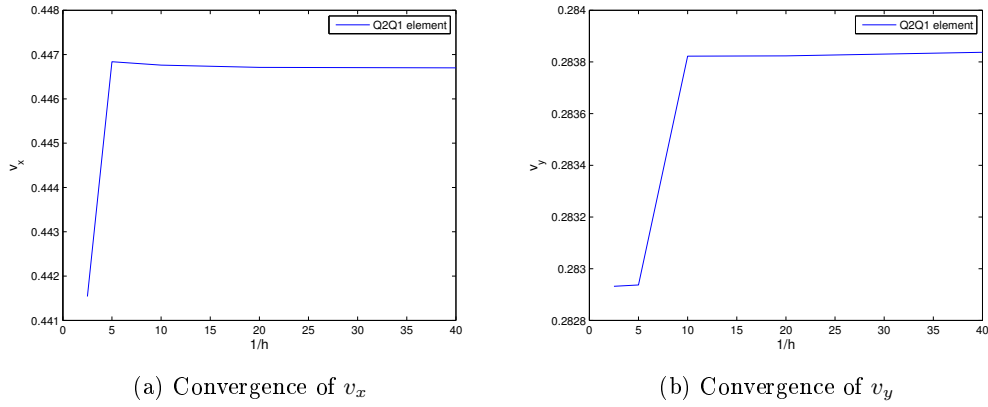 0.448
0.447
0.446
0.445
0.444
0.443
0.442
0.441
v_x
0 5 10 15 20 25 30 35 40
1/h
Q2Q1 element
0.284
0.2838
0.2836
0.2834
0.2832
0.283
0.2828
v_y
0 5 10 15 20 25 30 35 40
1/h
Q2Q1 element
(a) Convergence of v_x
(b) Convergence of v_y